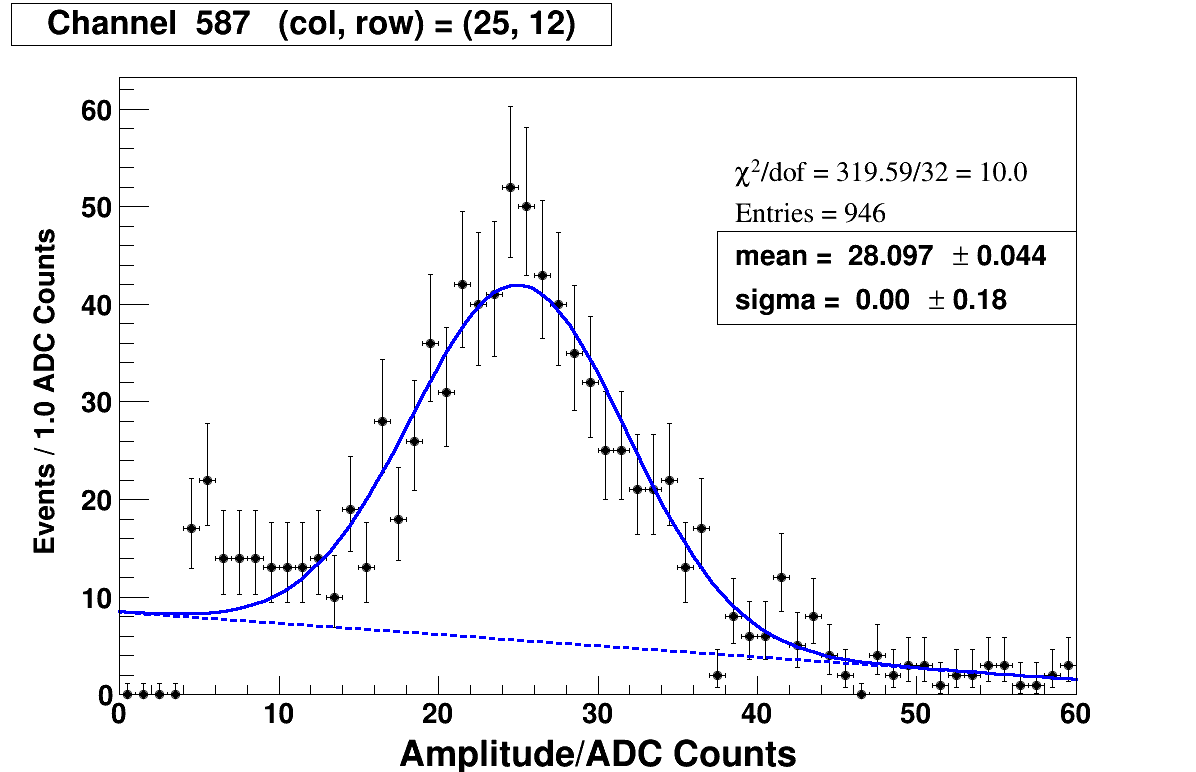 Channel 587 (col, row) = (25, 12)
χ²/dof = 319.59/32 = 10.0
Entries = 946
mean = 28.097 ± 0.044
sigma = 0.00 ± 0.18
Events / 1.0 ADC Counts
60
50
40
30
20
10
0
0 10 20 30 40 50 60
Amplitude/ADC Counts